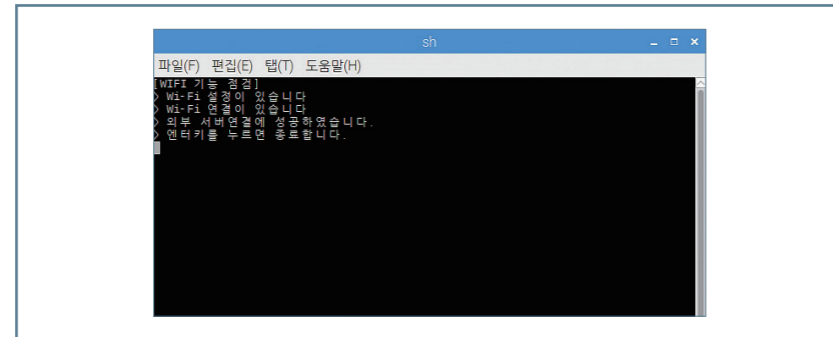 sh
파일(F) 편집(E) 탭(T) 도움말(H)
[WIFI 기능 점검]
> Wi-Fi 설정이 있습니다
> Wi-Fi 연결이 있습니다
> 외부 서버연결에 성공하였습니다.
> 엔터키를 누르면 종료합니다.